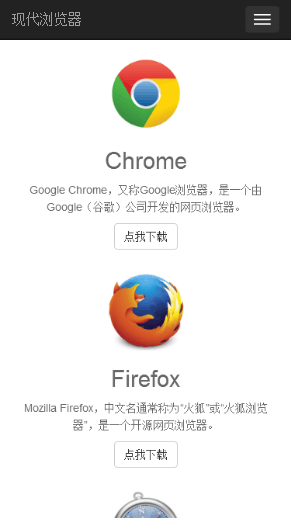 现代浏览器
Chrome
Google Chrome，又称Google浏览器，是一个由
Google（谷歌）公司开发的网页浏览器。
点我下载
Firefox
Mozilla Firefox，中文名通常称为“火狐”或“火狐浏览
器”，是一个开源网页浏览器。
点我下载